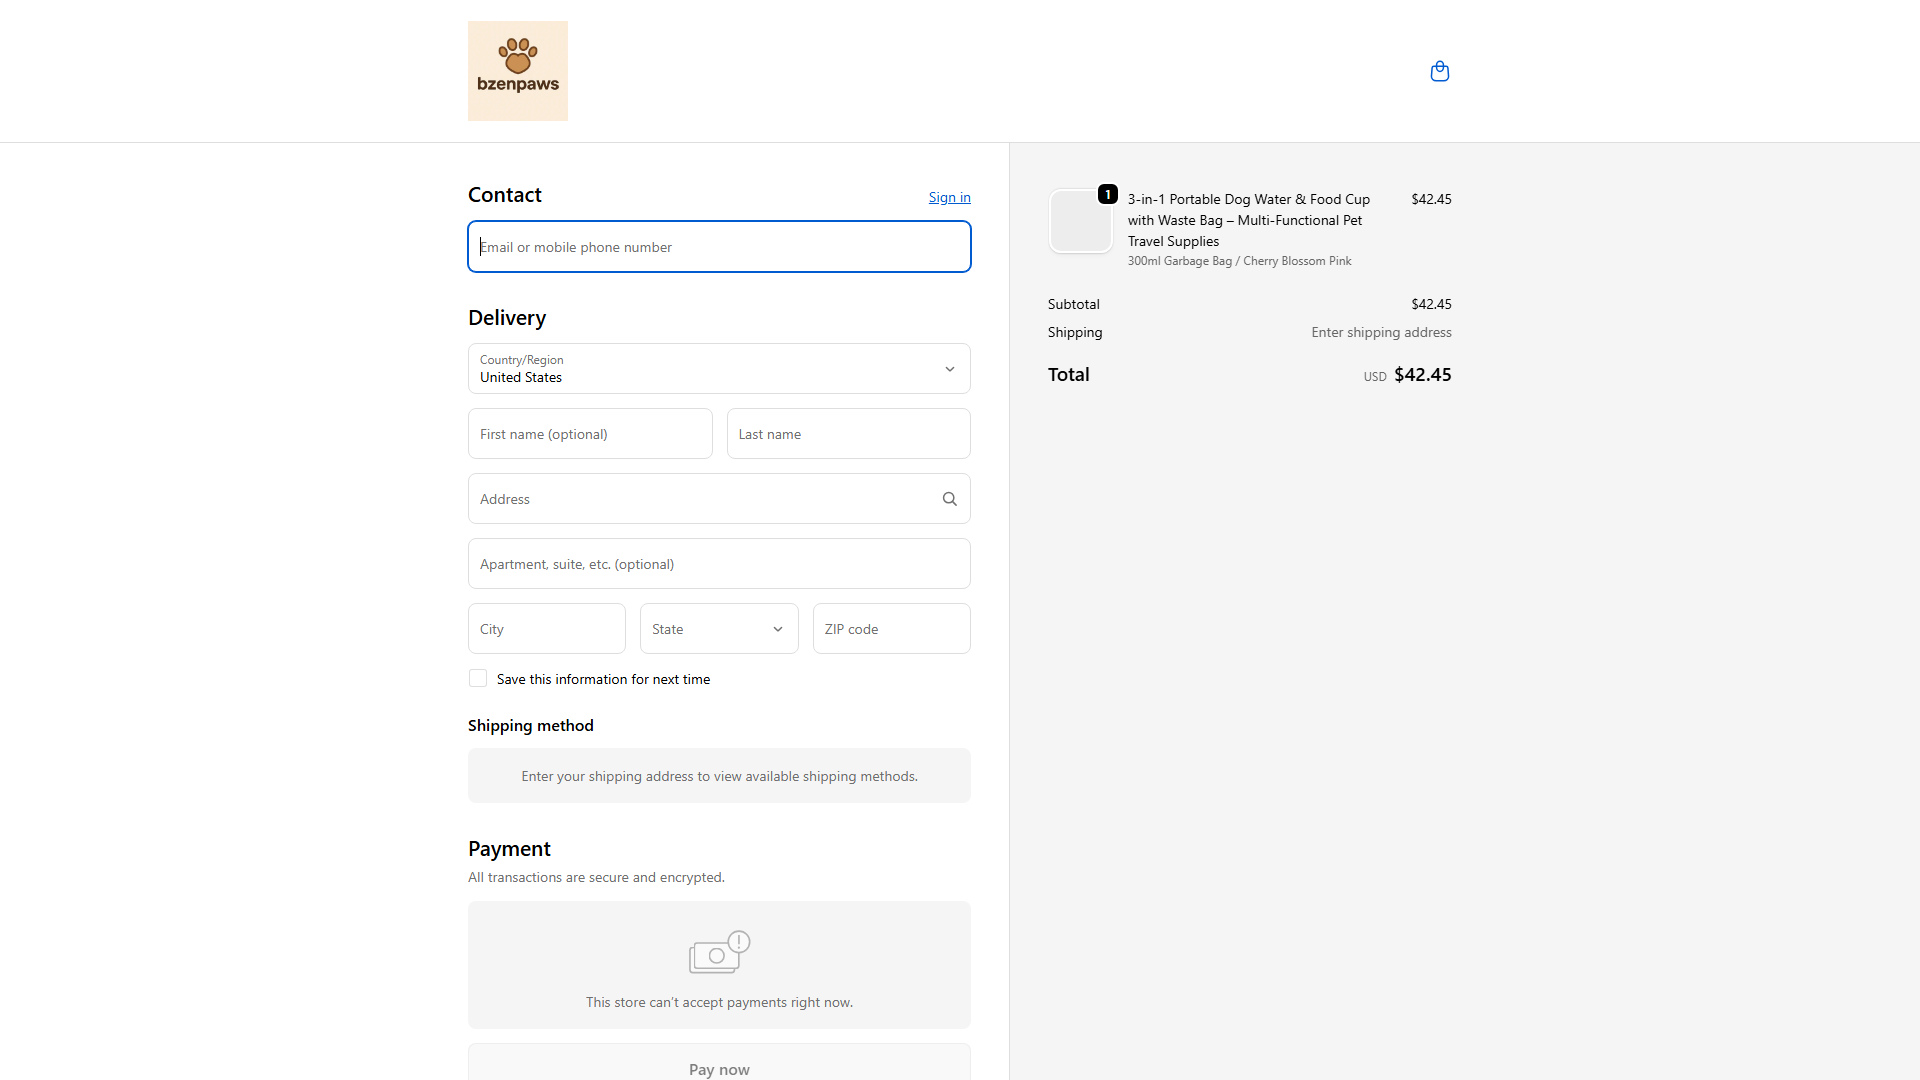 bzenpaws
Contact
Sign in
Email or mobile phone number
Delivery
Country/Region
United States
First name (optional)
Last name
Address
Apartment, suite, etc. (optional)
City
State
ZIP code
Save this information for next time
Shipping method
Enter your shipping address to view available shipping methods.
Payment
All transactions are secure and encrypted.
This store can’t accept payments right now.
Pay now
1
3-in-1 Portable Dog Water & Food Cup
with Waste Bag – Multi-Functional Pet
Travel Supplies
300ml Garbage Bag / Cherry Blossom Pink
$42.45
Subtotal
$42.45
Shipping
Enter shipping address
Total
USD $42.45